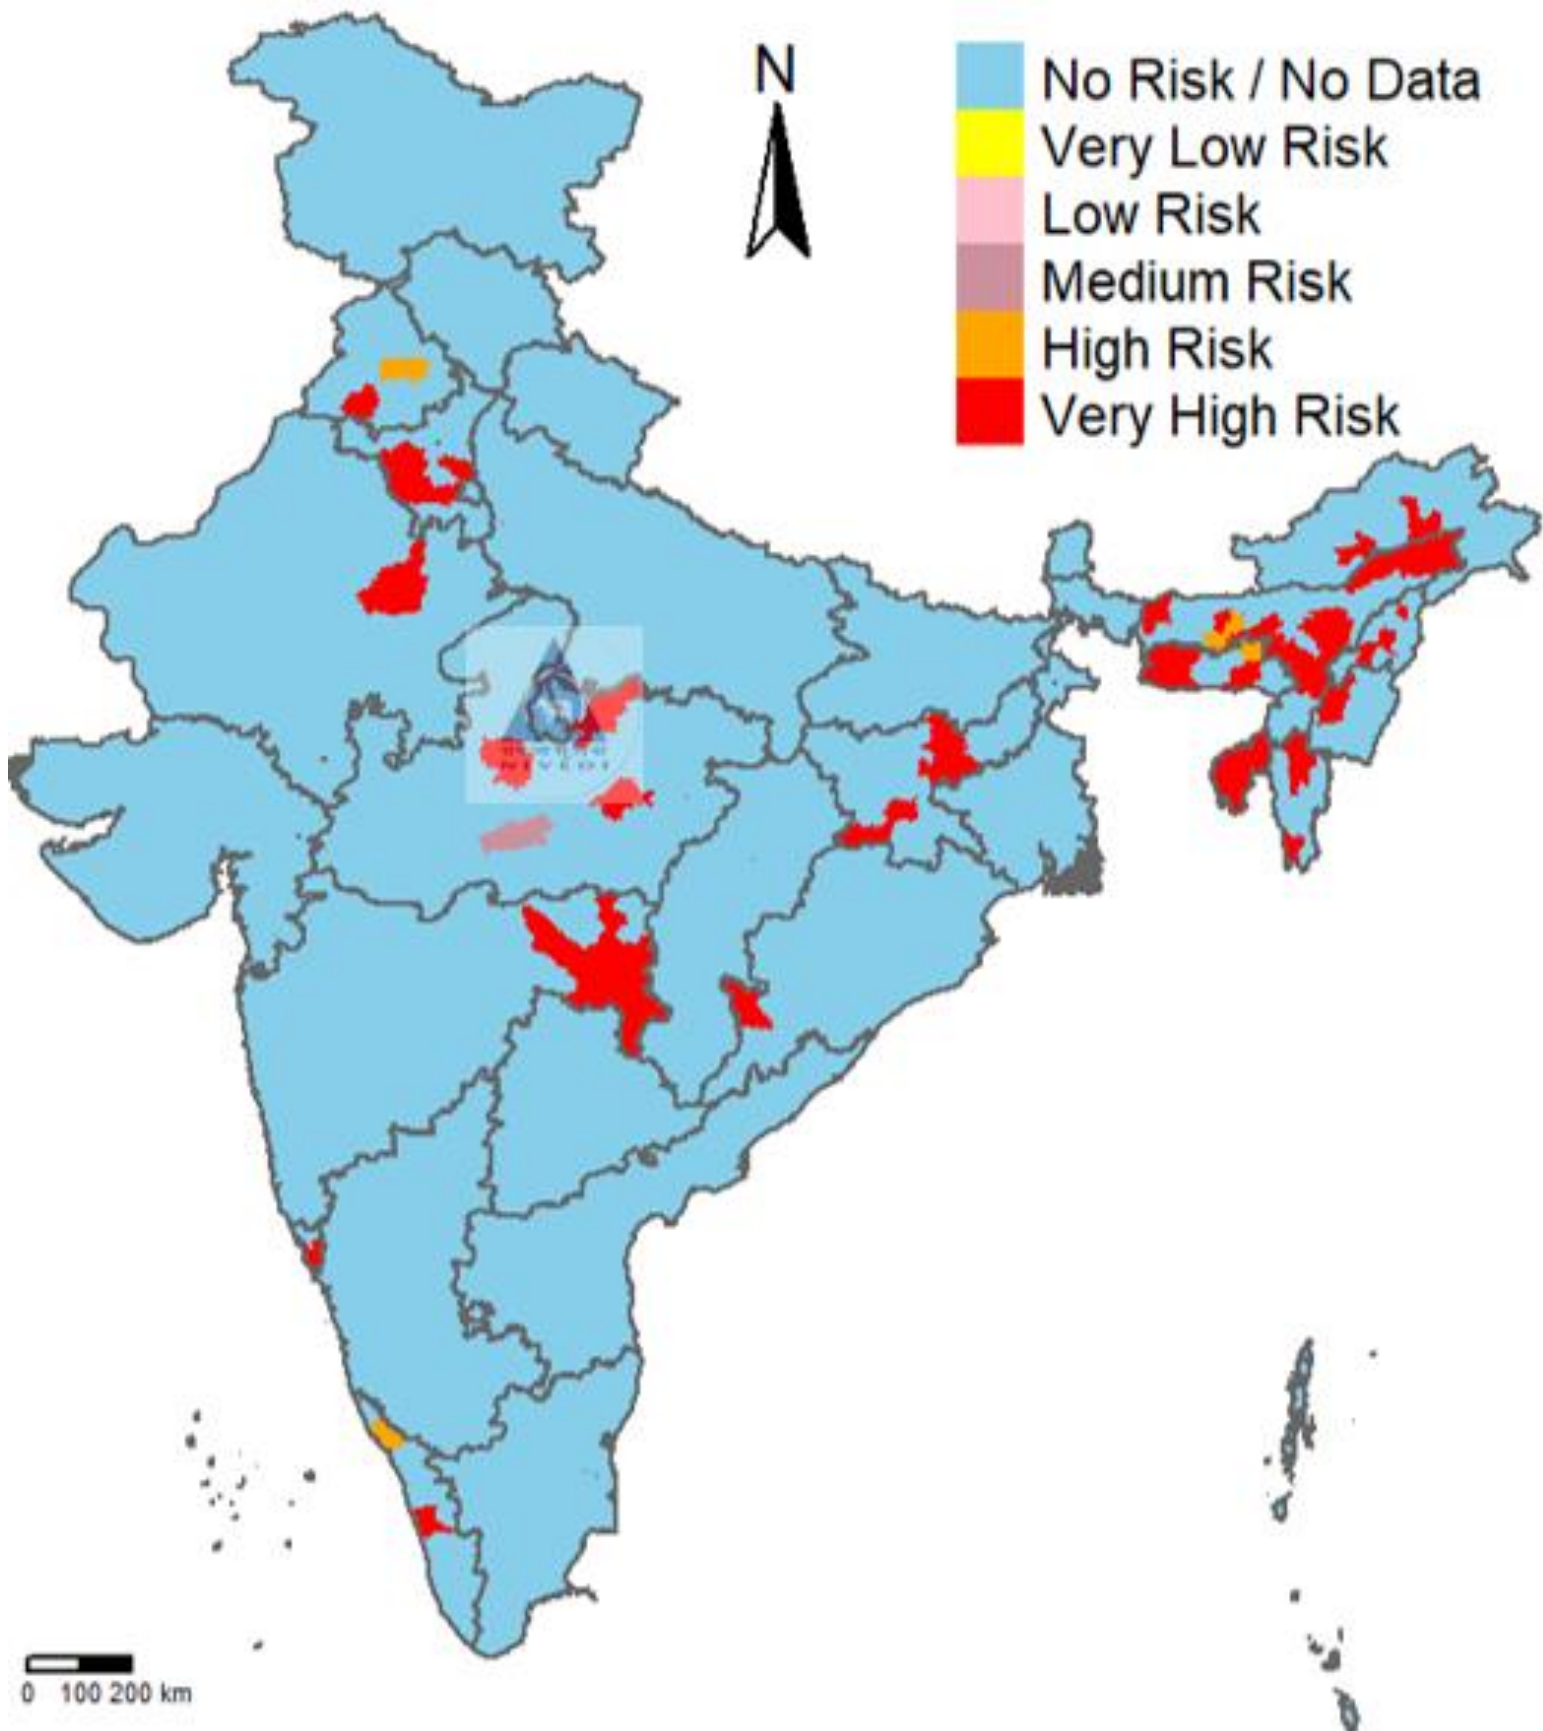 N
No Risk / No Data
Very Low Risk
Low Risk
Medium Risk
High Risk
Very High Risk
NIVEDI
0 100 200 km